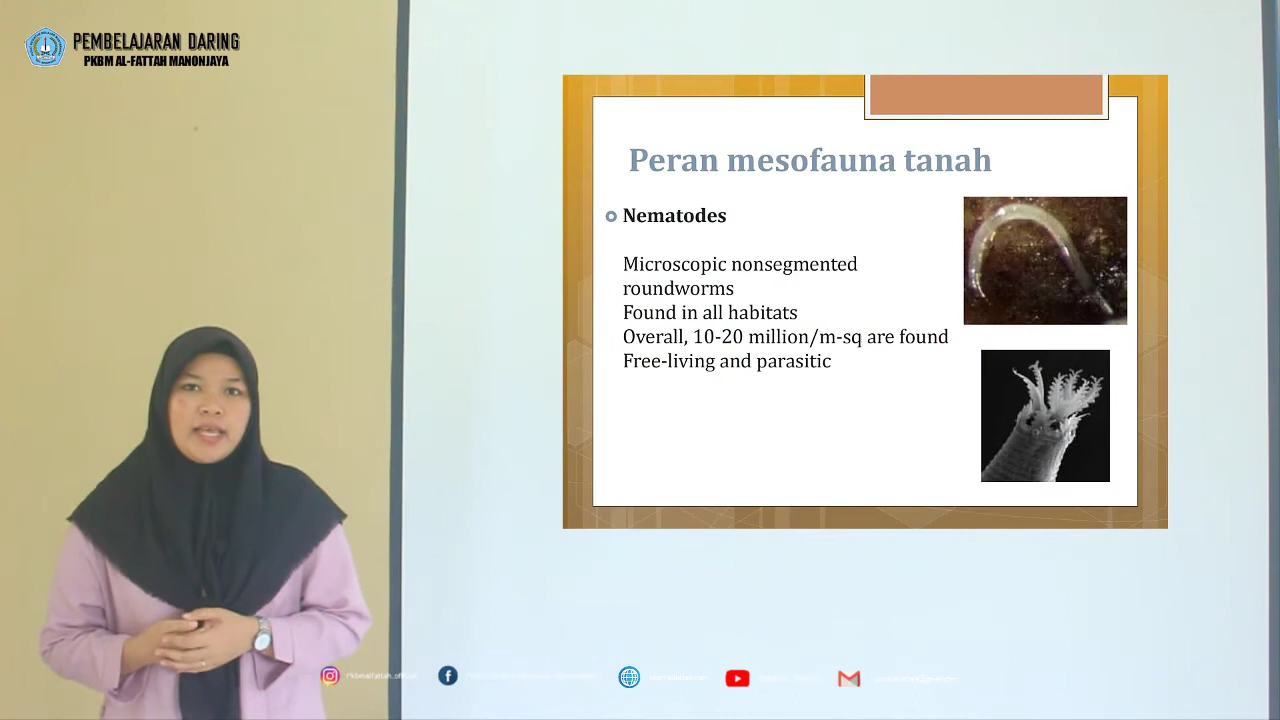 PEMBELAJARAN DARING
PKBM AL-FATTAH MANONJAYA
Peran mesofauna tanah
Nematodes
Microscopic nonsegmented
roundworms
Found in all habitats
Overall, 10-20 million/m-sq are found
Free-living and parasitic